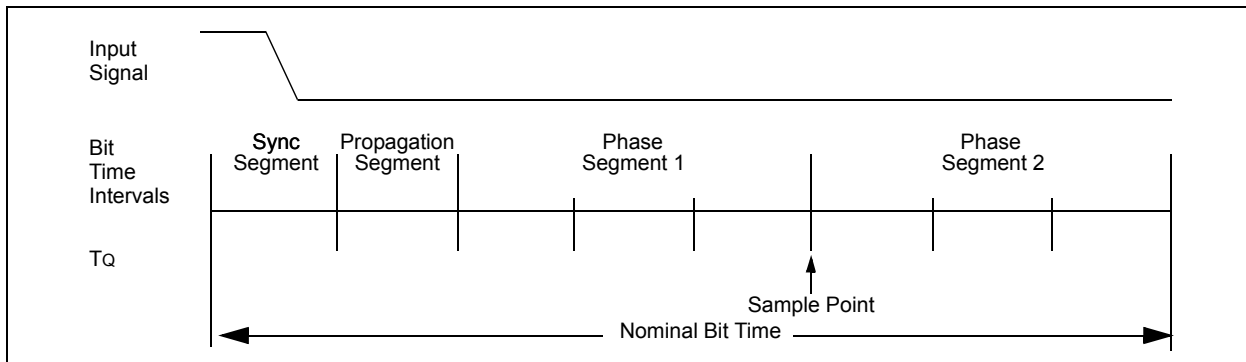 Input
Signal
Bit
Time
Intervals
Sync
Segment
Propagation
Segment
Phase
Segment 1
Phase
Segment 2
TQ
Sample Point
Nominal Bit Time